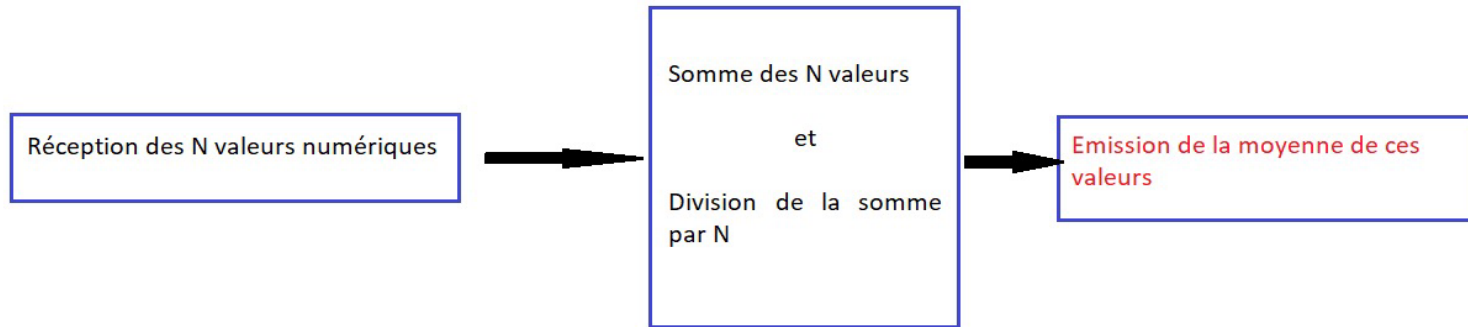 Réception des N valeurs numériques
Somme des N valeurs
et
Division de la somme
par N
Emission de la moyenne de ces
valeurs